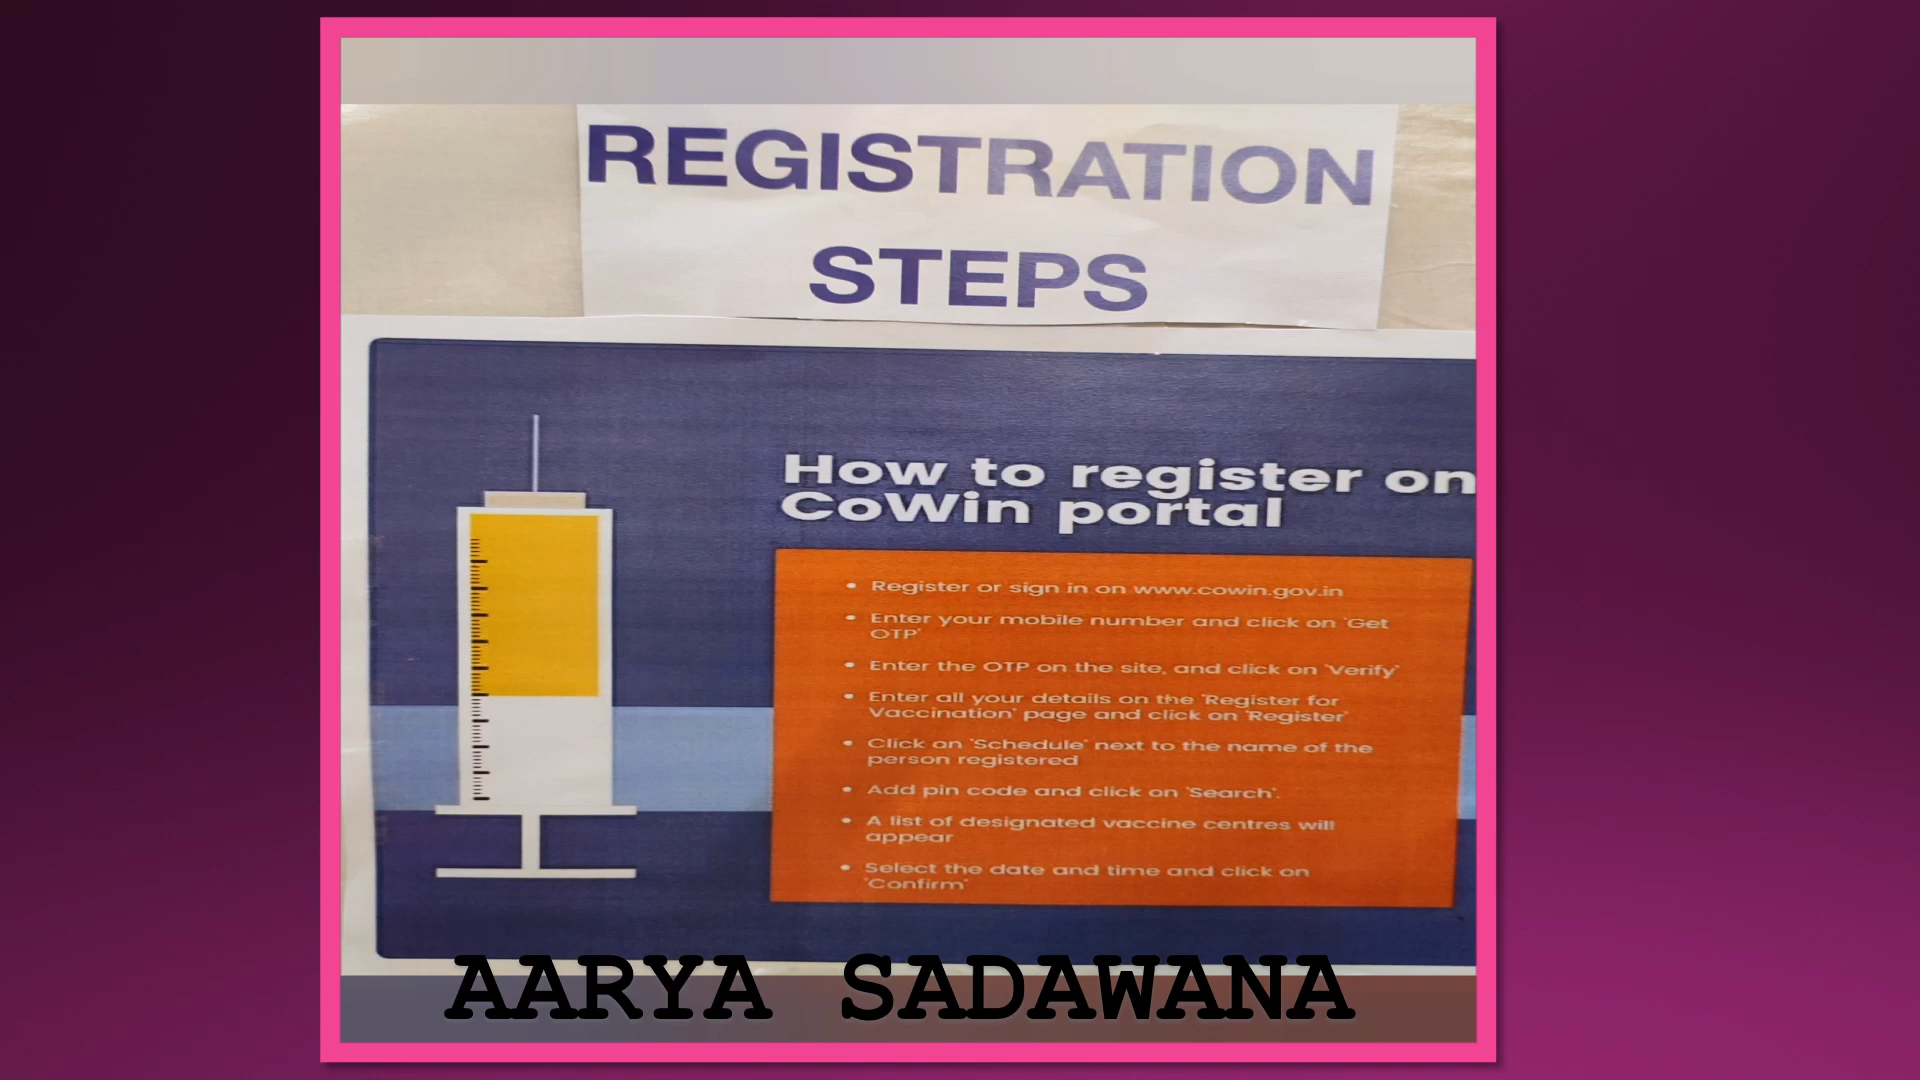 REGISTRATION
STEPS
How to register on
CoWin portal
• Register or sign in on www.cowin.gov.in
• Enter your mobile number and click on 'Get
OTP'
• Enter the OTP on the site, and click on 'Verify'
• Enter all your details on the 'Register for
Vaccination' page and click on 'Register'
• Click on 'Schedule' next to the name of the
person registered
• Add pin code and click on 'Search'.
• A list of designated vaccine centres will
appear
• Select the date and time and click on
'Confirm'
AARYA SADAWANA